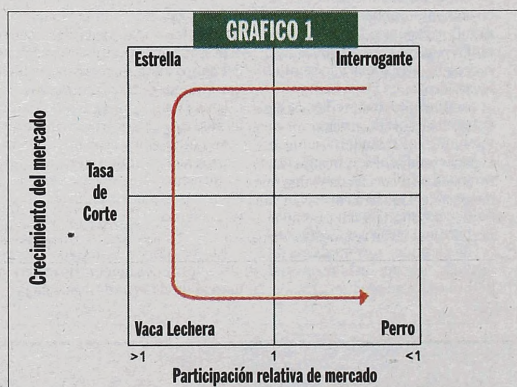 GRAFICO 1
Estrella
Interrogante
Crecimiento del mercado
Tasa
de
Corte
Vaca Lechera
Perro
>1
1
<1
Participación relativa de mercado